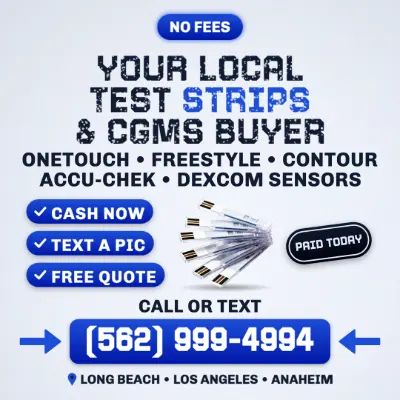 NO FEES
YOUR LOCAL
TEST STRIPS
& CGMS BUYER
ONETOUCH • FREESTYLE • CONTOUR
ACCU-CHEK • DEXCOM SENSORS
CASH NOW
TEXT A PIC
FREE QUOTE
PAID TODAY
CALL OR TEXT
(562) 999-4994
LONG BEACH • LOS ANGELES • ANAHEIM